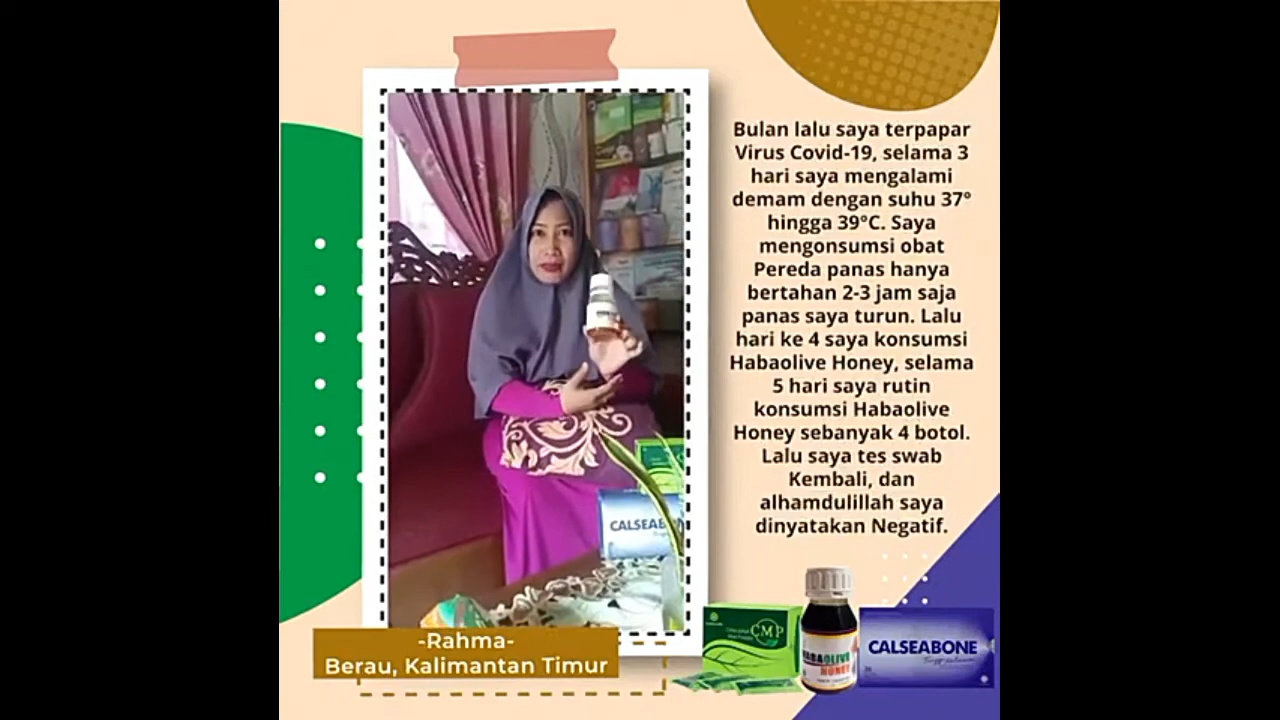 Bulan lalu saya terpapar
Virus Covid-19, selama 3
hari saya mengalami
demam dengan suhu 37°
hingga 39°C. Saya
mengonsumsi obat
Pereda panas hanya
bertahan 2-3 jam saja
panas saya turun. Lalu
hari ke 4 saya konsumsi
Habaolive Honey, selama
5 hari saya rutin
konsumsi Habaolive
Honey sebanyak 4 botol.
Lalu saya tes swab
Kembali, dan
alhamdulillah saya
dinyatakan Negatif.
CALSEABONE
-Rahma-
Berau, Kalimantan Timur
CMP
HABAOLIVE
HONEY
CALSEABONE